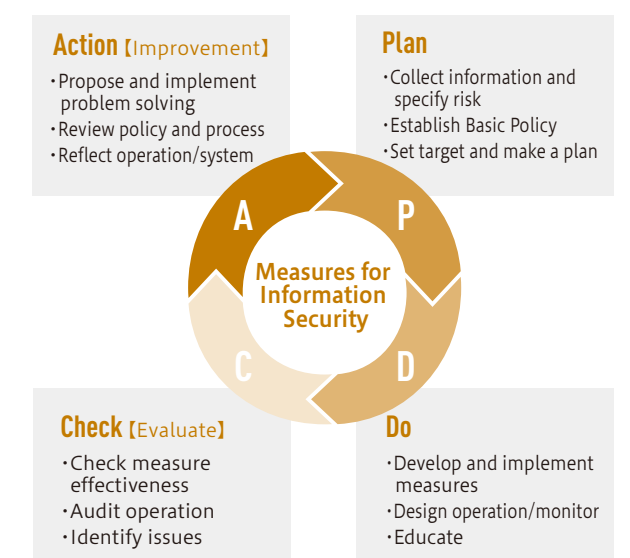 Action【Improvement】
・Propose and implement
problem solving
・Review policy and process
・Reflect operation/system
Plan
・Collect information and
specify risk
・Establish Basic Policy
・Set target and make a plan
A
P
Measures for
Information
Security
C
D
Check【Evaluate】
・Check measure
effectiveness
・Audit operation
・Identify issues
Do
・Develop and implement
measures
・Design operation/monitor
・Educate